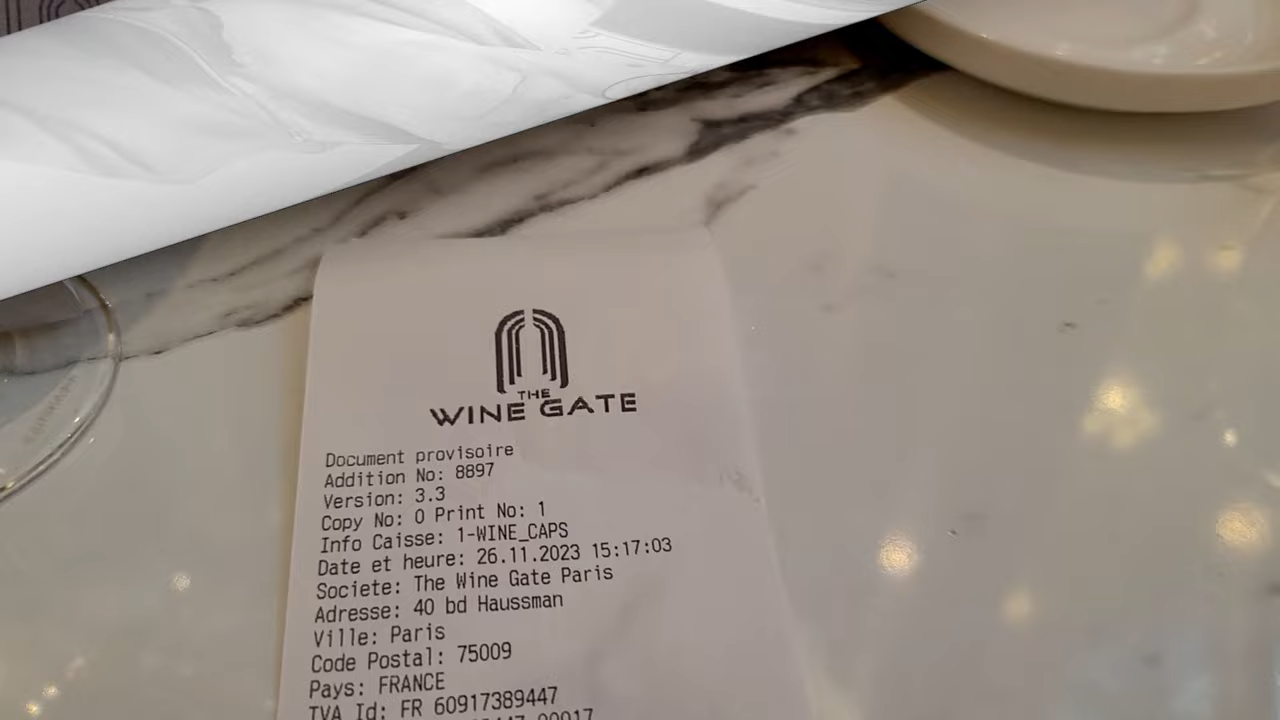 THE
WINE GATE
Document provisoire
Addition No: 8897
Version: 3.3
Copy No: 0 Print No: 1
Info Caisse: 1-WINE_CAPS
Date et heure: 26.11.2023 15:17:03
Societe: The Wine Gate Paris
Adresse: 40 bd Haussman
Ville: Paris
Code Postal: 75009
Pays: FRANCE
TVA Id: FR 60917389447